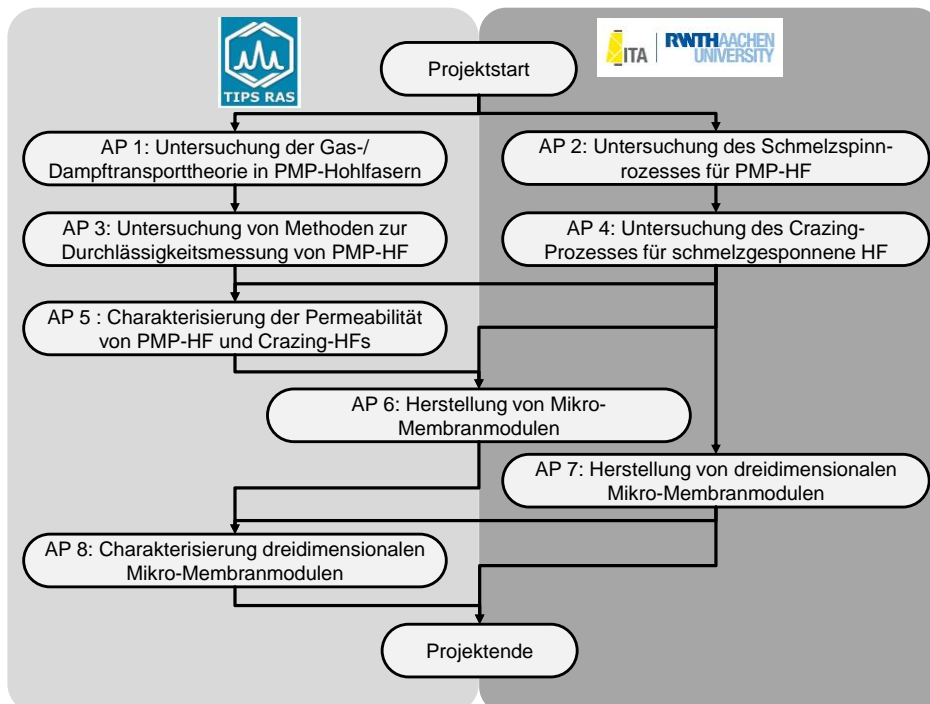 TIPS RAS
ITA
RWTH AACHEN
UNIVERSITY
Projektstart
AP 1: Untersuchung der Gas-/
Dampftransporttheorie in PMP-Hohlfasern
AP 2: Untersuchung des Schmelzspinn-
rozesses für PMP-HF
AP 3: Untersuchung von Methoden zur
Durchlässigkeitsmessung von PMP-HF
AP 4: Untersuchung des Crazing-
Prozesses für schmelzgesponnene HF
AP 5 : Charakterisierung der Permeabilität
von PMP-HF und Crazing-HFs
AP 6: Herstellung von Mikro-
Membranmodulen
AP 7: Herstellung von dreidimensionalen
Mikro-Membranmodulen
AP 8: Charakterisierung dreidimensionalen
Mikro-Membranmodulen
Projektende